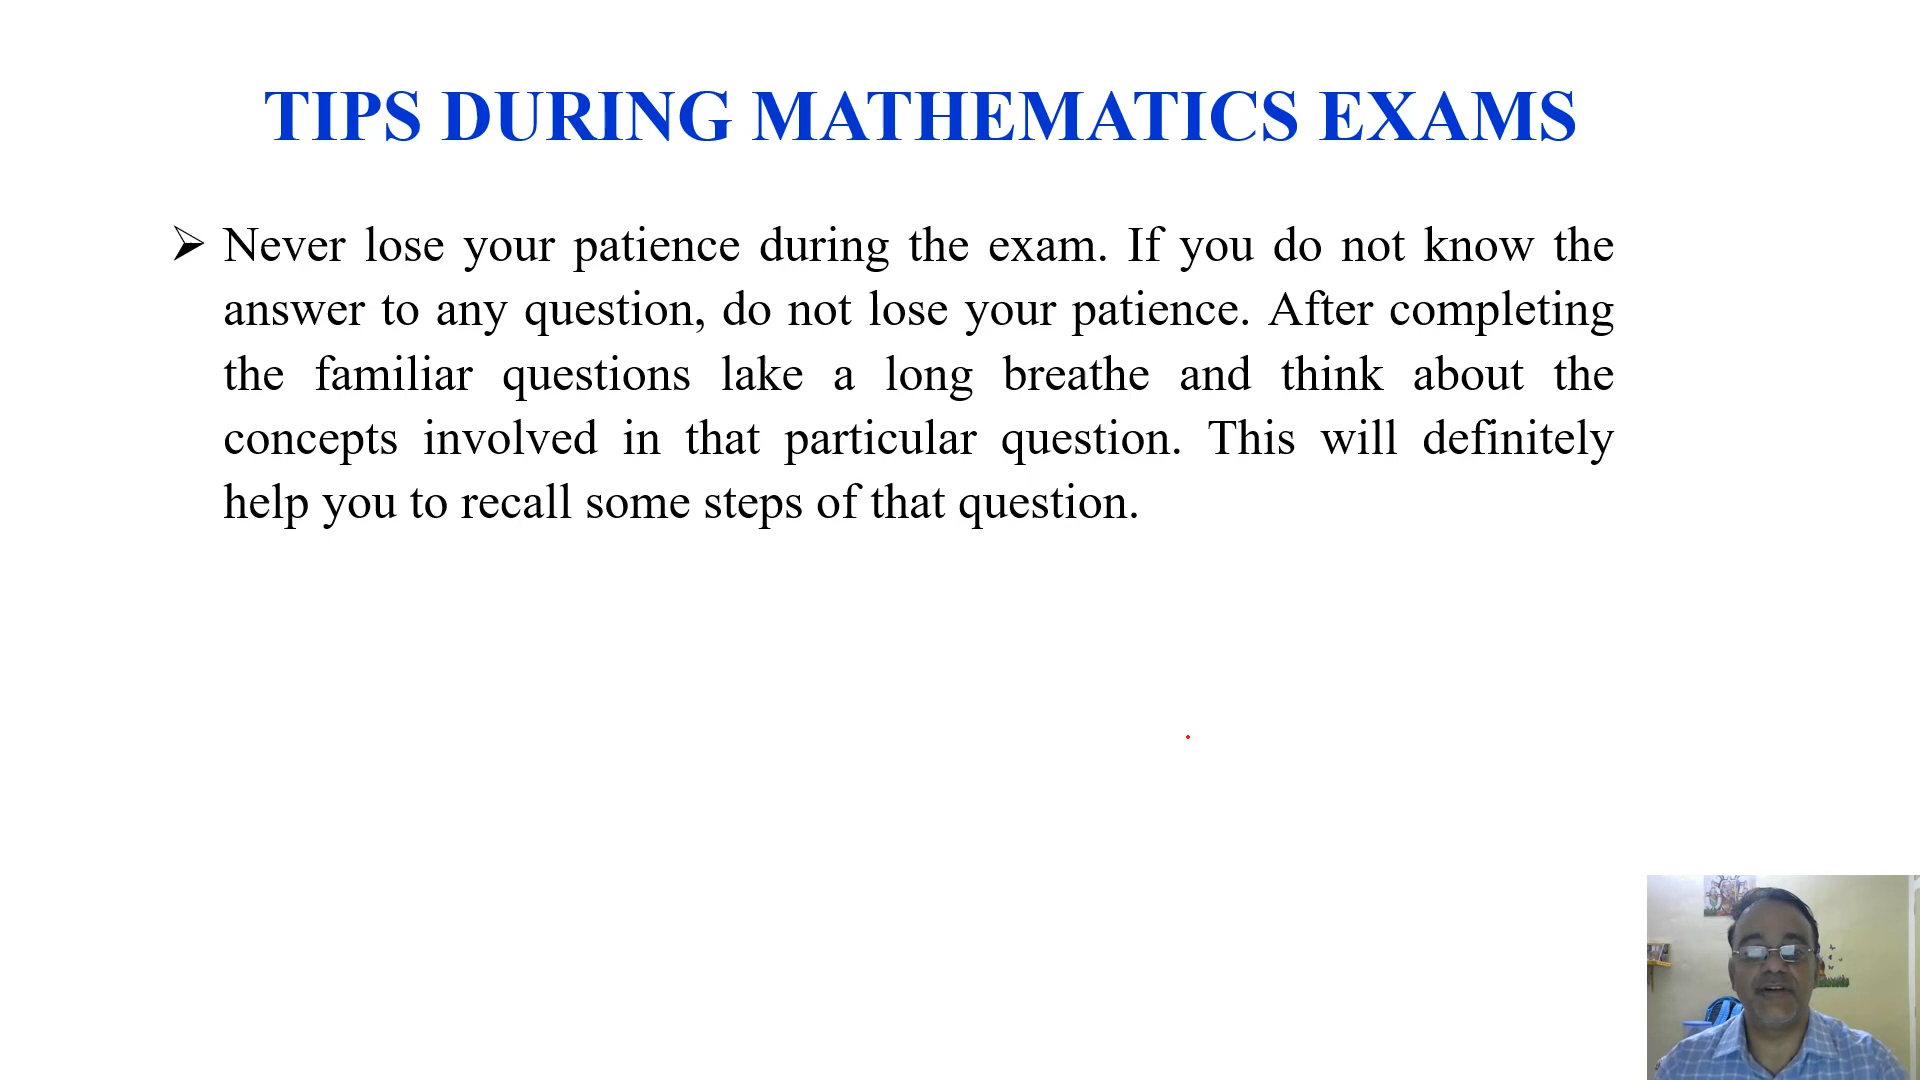 TIPS DURING MATHEMATICS EXAMS
➢ Never lose your patience during the exam. If you do not know the
answer to any question, do not lose your patience. After completing
the familiar questions lake a long breathe and think about the
concepts involved in that particular question. This will definitely
help you to recall some steps of that question.